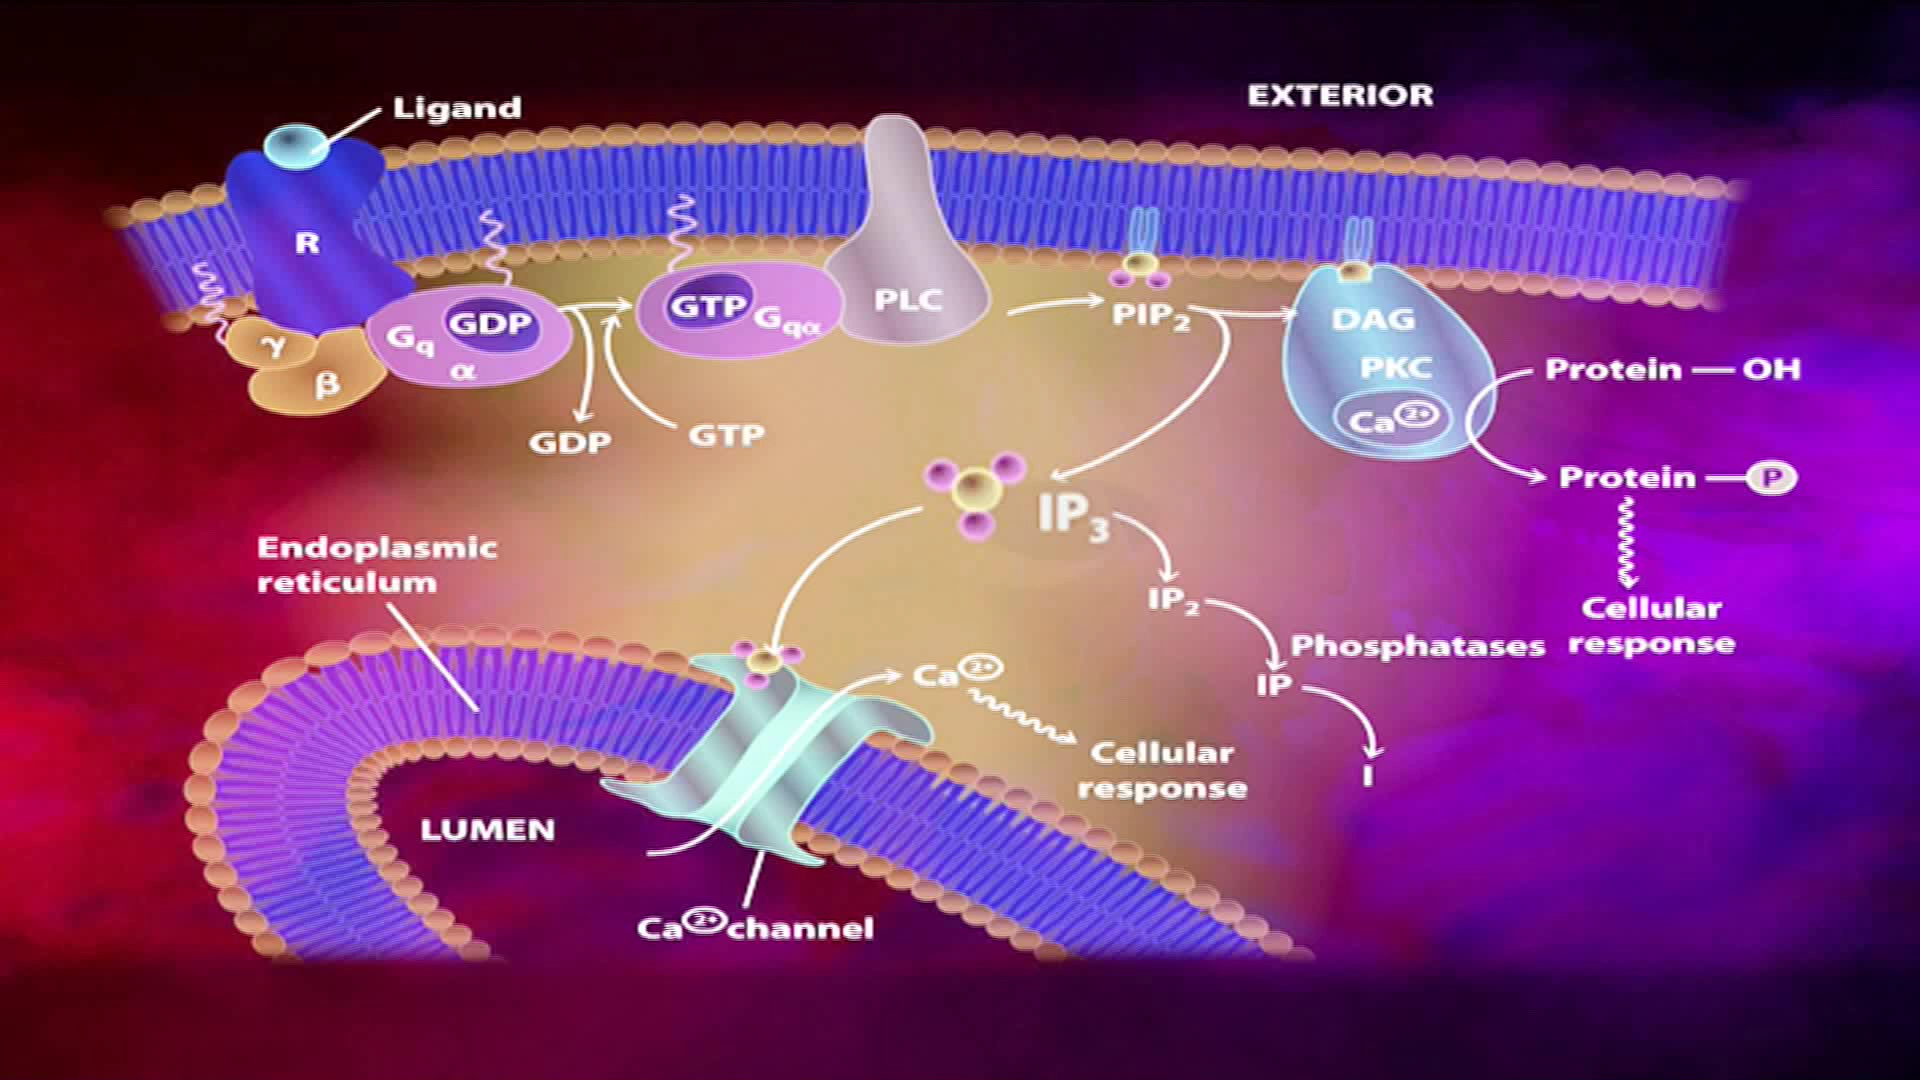 EXTERIOR
Ligand
R
γ
β
Gq
α
GDP
GTP
Gqα
PLC
PIP2
DAG
PKC
Ca2+
Protein — OH
GDP
GTP
Protein — P
IP3
Endoplasmic
reticulum
IP2
Cellular
response
Phosphatases
Ca2+
IP
Cellular
response
I
LUMEN
Ca2+ channel